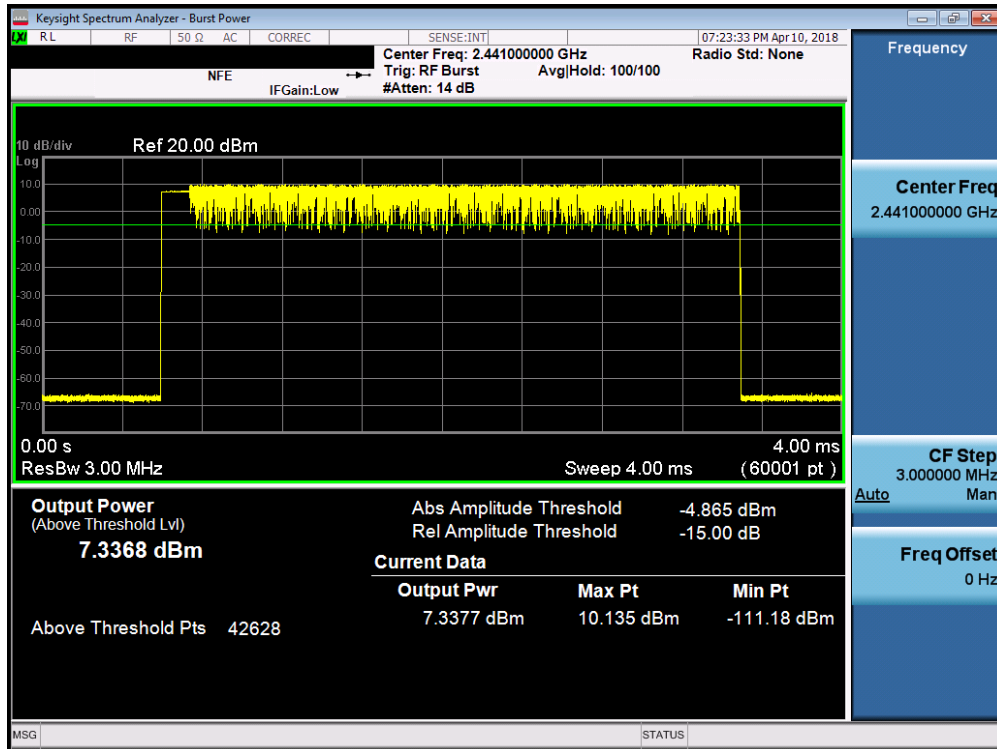 Keysight Spectrum Analyzer - Burst Power
LXI RL RF 50 Ω AC CORREC SENSE:INT 07:23:33 PM Apr 10, 2018
NFE
IFGain:Low
Center Freq: 2.441000000 GHz Radio Std: None
Trig: RF Burst Avg|Hold: 100/100
#Atten: 14 dB
10 dB/div Ref 20.00 dBm
Log
10.0
0.00
-10.0
-20.0
-30.0
-40.0
-50.0
-60.0
-70.0
0.00 s 4.00 ms
ResBw 3.00 MHz Sweep 4.00 ms (60001 pt)
Output Power
(Above Threshold Lvl)
7.3368 dBm
Above Threshold Pts 42628
Abs Amplitude Threshold -4.865 dBm
Rel Amplitude Threshold -15.00 dB
Current Data
Output Pwr Max Pt Min Pt
7.3377 dBm 10.135 dBm -111.18 dBm
Frequency
Center Freq
2.441000000 GHz
CF Step
3.000000 MHz
Auto Man
Freq Offset
0 Hz
MSG STATUS